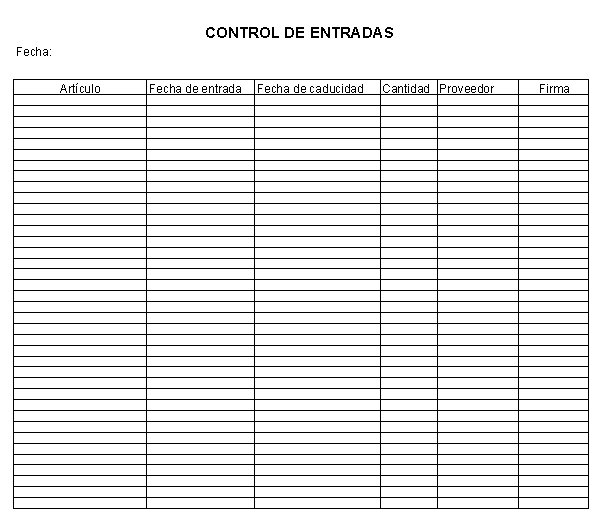 CONTROL DE ENTRADAS
Fecha:
Artículo Fecha de entrada Fecha de caducidad Cantidad Proveedor Firma